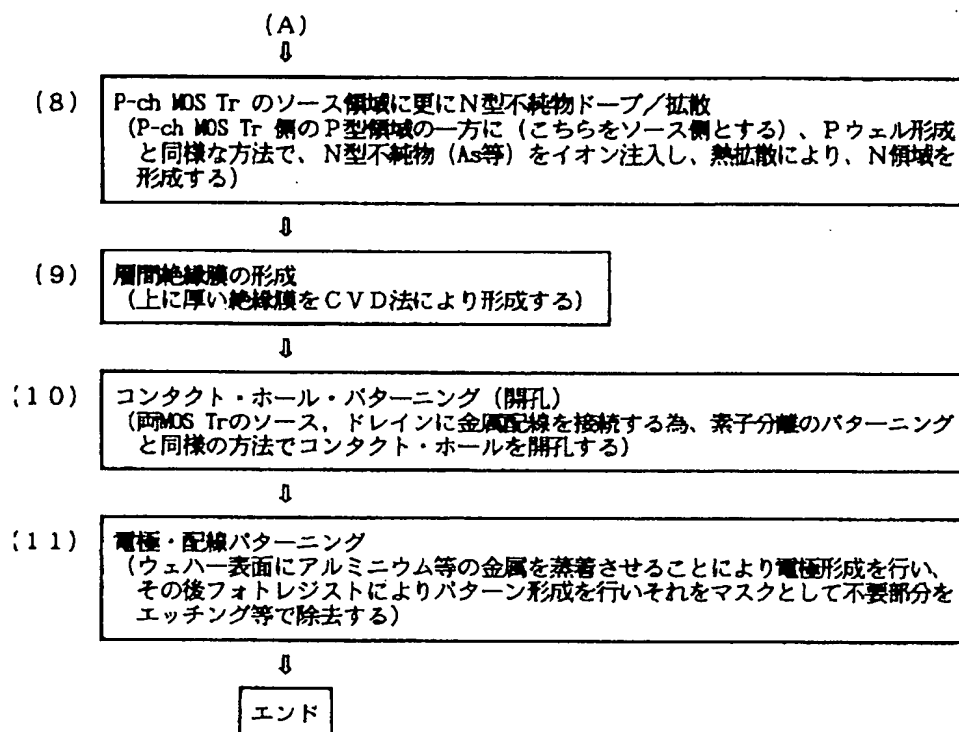 (A)
⇩
(8) P-ch MOS Tr のソース領域に更にN型不純物ドープ/拡散
(P-ch MOS Tr 側のP型領域の一方に(こちらをソース側とする)、Pウェル形成
と同様な方法で、N型不純物(As等)をイオン注入し、熱拡散により、N領域を
形成する)
⇩
(9) 層間絶縁膜の形成
(上に厚い絶縁膜をCVD法により形成する)
⇩
(10) コンタクト・ホール・パターニング(開孔)
(両MOS Trのソース,ドレインに金属配線を接続する為、素子分離のパターニング
と同様の方法でコンタクト・ホールを開孔する)
⇩
(11) 電極・配線パターニング
(ウェハー表面にアルミニウム等の金属を蒸着させることにより電極形成を行い、
その後フォトレジストによりパターン形成を行いそれをマスクとして不要部分を
エッチング等で除去する)
⇩
エンド